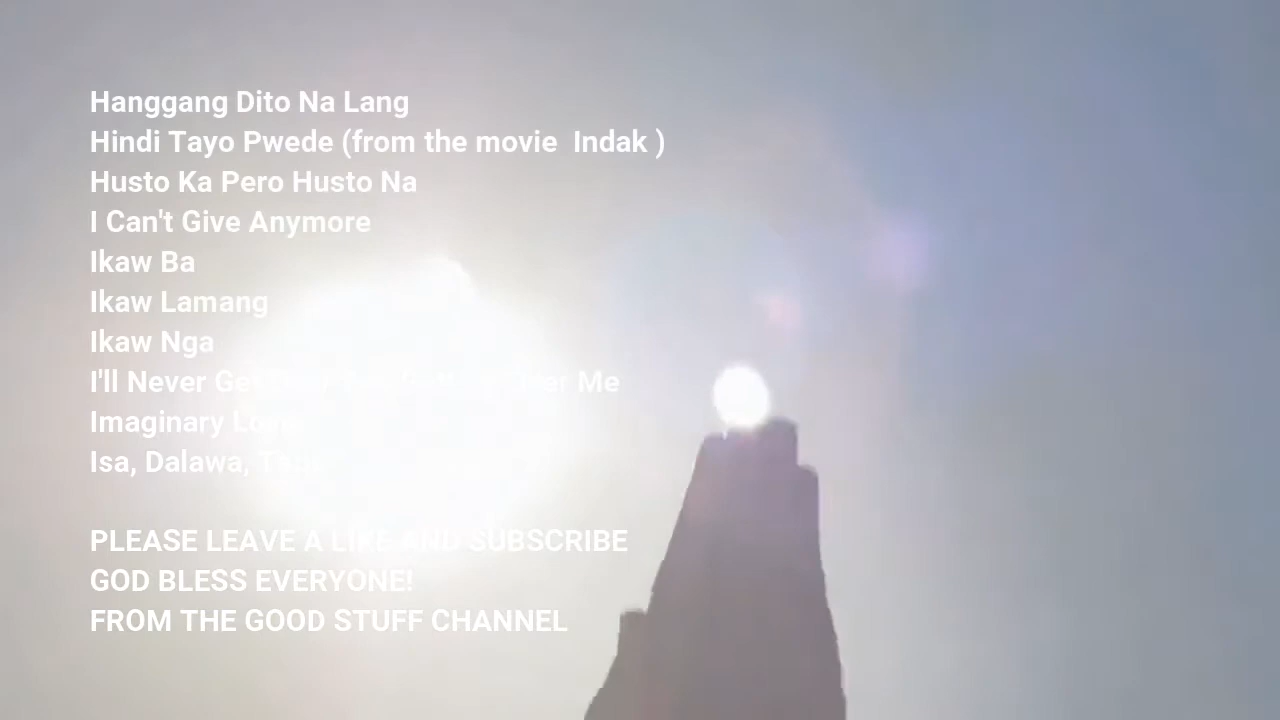 Hanggang Dito Na Lang
Hindi Tayo Pwede (from the movie  Indak )
Husto Ka Pero Husto Na
I Can't Give Anymore
Ikaw Ba
Ikaw Lamang
Ikaw Nga
I'll Never Me
Imaginary
Isa, Dalawa,
PLEASE LEAVE A LIKE AND SUBSCRIBE
GOD BLESS EVERYONE!
FROM THE GOOD STUFF CHANNEL